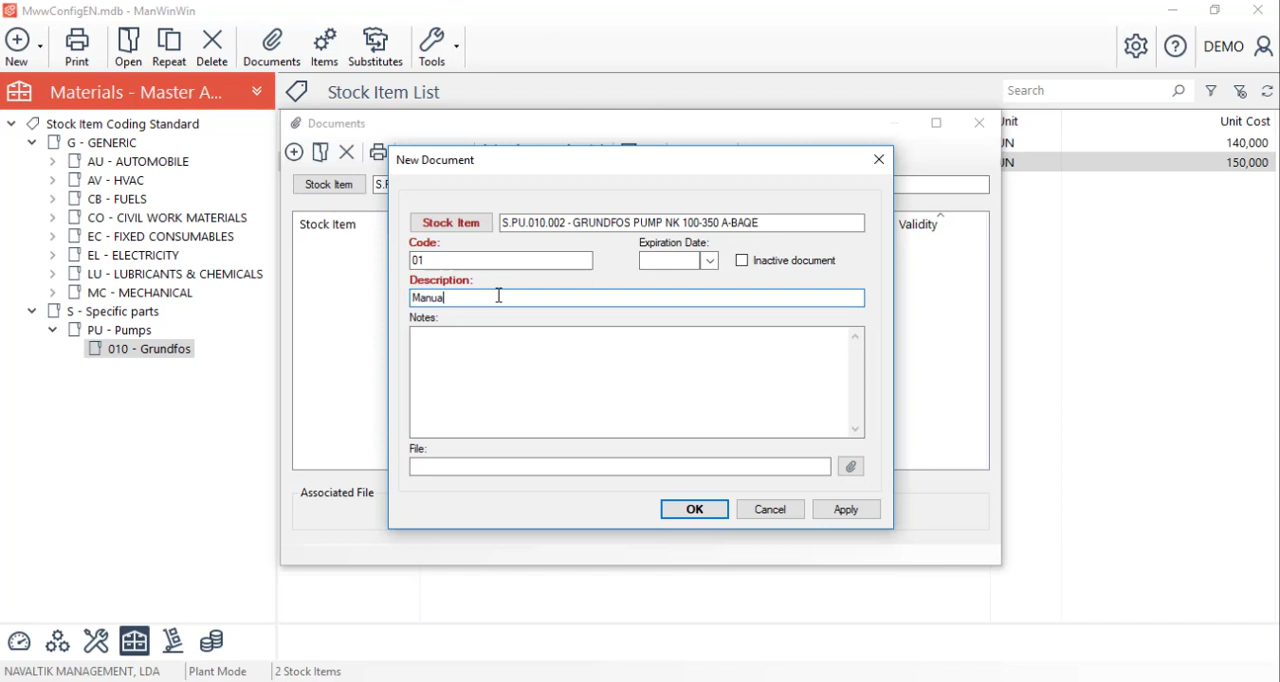 MwwConfigEN.mdb - ManWinWin
New
Print
Open
Repeat
Delete
Documents
Items
Substitutes
Tools
DEMO
Materials - Master A...
Stock Item List
Search
Stock Item Coding Standard
G - GENERIC
AU - AUTOMOBILE
AV - HVAC
CB - FUELS
CO - CIVIL WORK MATERIALS
EC - FIXED CONSUMABLES
EL - ELECTRICITY
LU - LUBRICANTS & CHEMICALS
MC - MECHANICAL
S - Specific parts
PU - Pumps
010 - Grundfos
Unit Cost
140,000
150,000
Documents
Stock Item
Stock Item
Validity
Associated File
New Document
Stock Item
S.PU.010.002 - GRUNDFOS PUMP NK 100-350 A-BAQE
Code:
Expiration Date:
01
Inactive document
Description:
Manua
Notes:
File:
OK
Cancel
Apply
NAVALTIK MANAGEMENT, LDA
Plant Mode
2 Stock Items